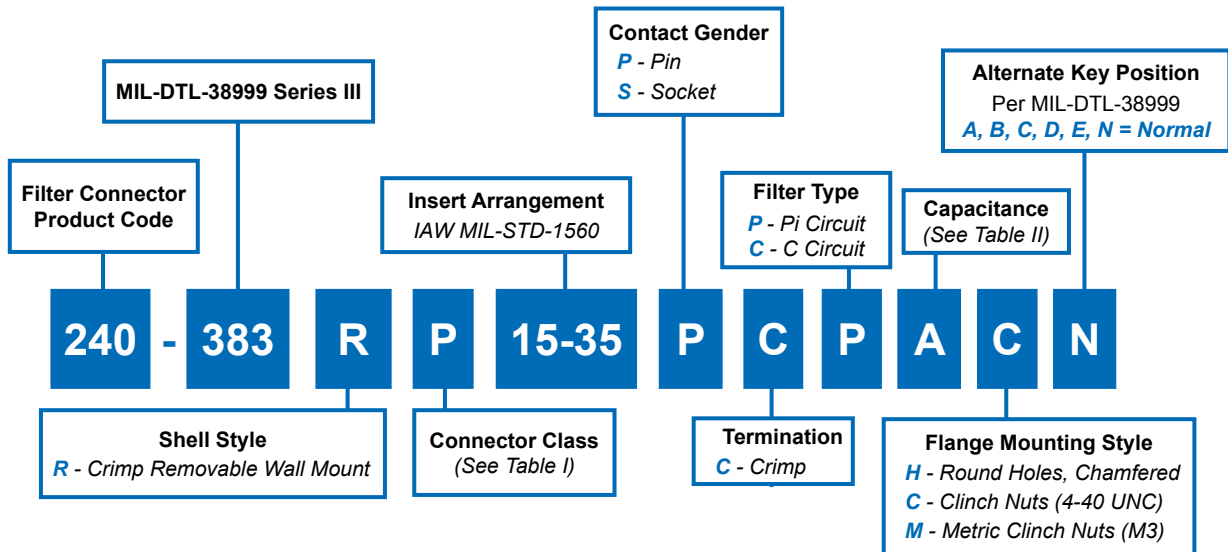 Contact Gender
P - Pin
S - Socket
MIL-DTL-38999 Series III
Alternate Key Position
Per MIL-DTL-38999
A, B, C, D, E, N = Normal
Filter Connector
Product Code
Insert Arrangement
IAW MIL-STD-1560
Filter Type
P - Pi Circuit
C - C Circuit
Capacitance
(See Table II)
240 - 383 R P 15-35 P C P A C N
Shell Style
R - Crimp Removable Wall Mount
Connector Class
(See Table I)
Termination
C - Crimp
Flange Mounting Style
H - Round Holes, Chamfered
C - Clinch Nuts (4-40 UNC)
M - Metric Clinch Nuts (M3)